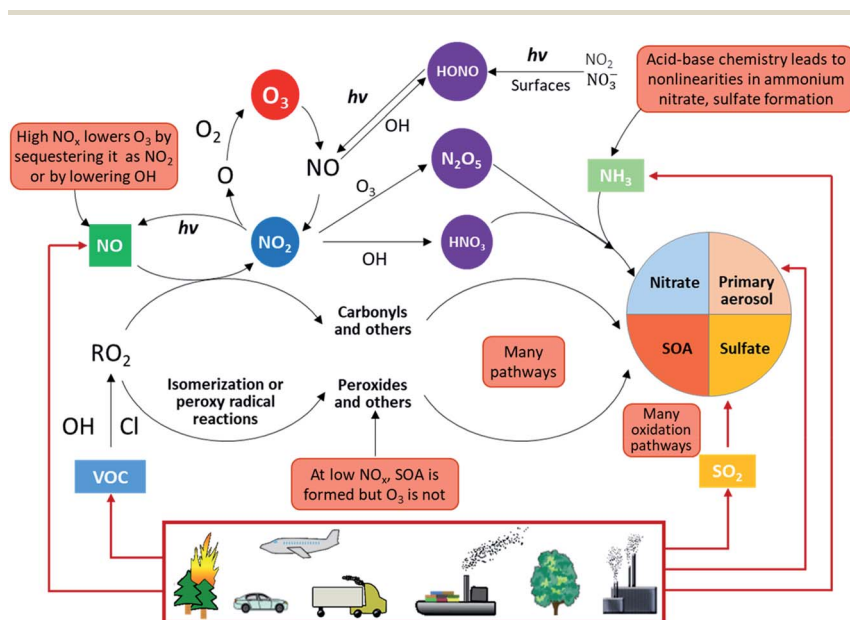 hν
HONO
hν
Surfaces
NO₂
NO₃⁻
Acid-base chemistry leads to
nonlinearities in ammonium
nitrate, sulfate formation
O₃
hν
OH
O₂
NO
High NOₓ lowers O₃ by
sequestering it as NO₂
or by lowering OH
O
N₂O₅
O₃
NH₃
hν
NO
NO₂
OH
HNO₃
Nitrate
Primary
aerosol
SOA
Sulfate
Carbonyls
and others
RO₂
Many
pathways
Isomerization or
peroxy radical
reactions
Peroxides
and others
OH
Cl
Many
oxidation
pathways
VOC
At low NOₓ, SOA is
formed but O₃ is not
SO₂